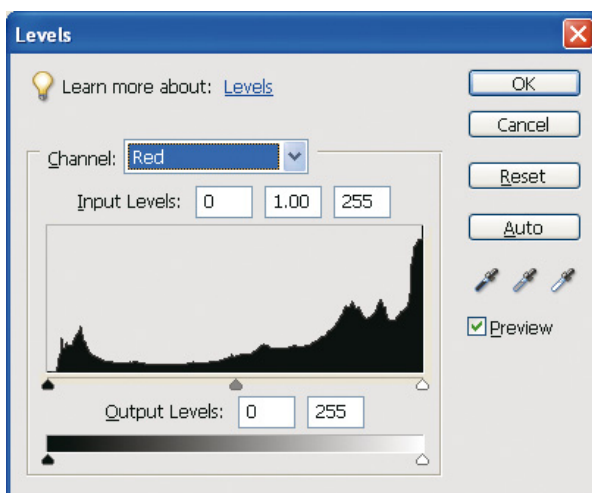 Levels
Learn more about: Levels
OK
Cancel
Reset
Auto
Preview
Channel: Red
Input Levels: 0 1.00 255
Output Levels: 0 255